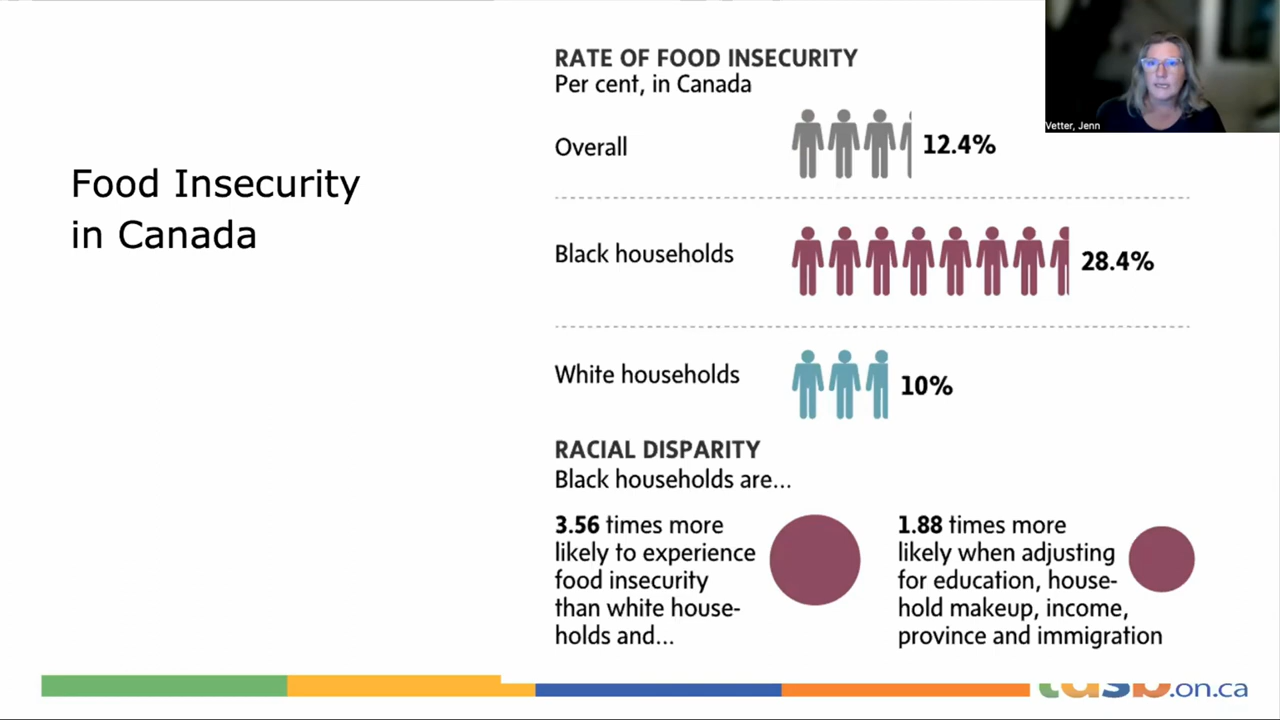 Food Insecurity
in Canada
RATE OF FOOD INSECURITY
Per cent, in Canada
Overall
12.4%
Black households
28.4%
White households
10%
RACIAL DISPARITY
Black households are...
3.56 times more
likely to experience
food insecurity
than white house-
holds and...
1.88 times more
likely when adjusting
for education, house-
hold makeup, income,
province and immigration
Vetter, Jenn
tdsb.on.ca